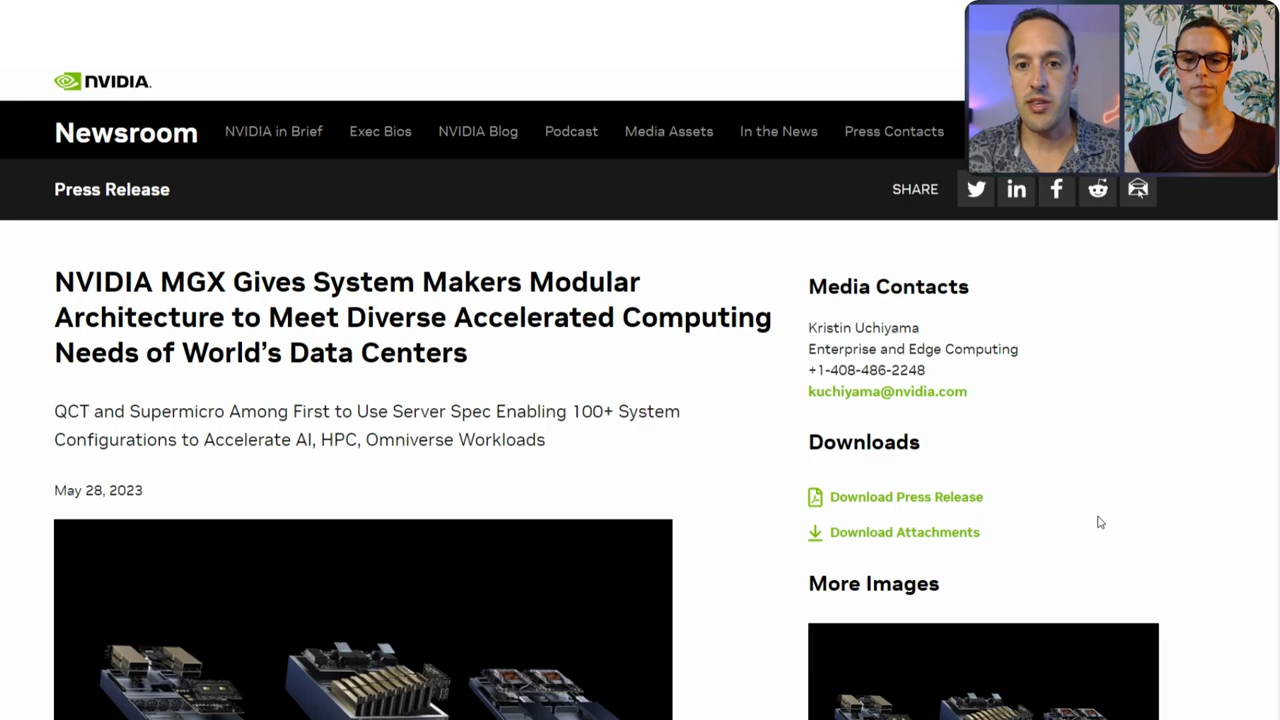 NVIDIA.
Newsroom
NVIDIA in Brief
Exec Bios
NVIDIA Blog
Podcast
Media Assets
In the News
Press Contacts
Press Release
SHARE
NVIDIA MGX Gives System Makers Modular
Architecture to Meet Diverse Accelerated Computing
Needs of World's Data Centers
QCT and Supermicro Among First to Use Server Spec Enabling 100+ System
Configurations to Accelerate AI, HPC, Omniverse Workloads
May 28, 2023
Media Contacts
Kristin Uchiyama
Enterprise and Edge Computing
+1-408-486-2248
kuchiyama@nvidia.com
Downloads
Download Press Release
Download Attachments
More Images